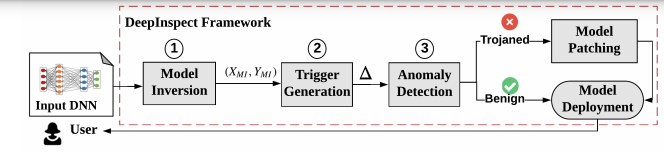 DeepInspect Framework
1
2
3
Input DNN
Model
Inversion
(X_MI, Y_MI)
Trigger
Generation
Δ
Anomaly
Detection
Trojaned
Benign
Model
Patching
Model
Deployment
User